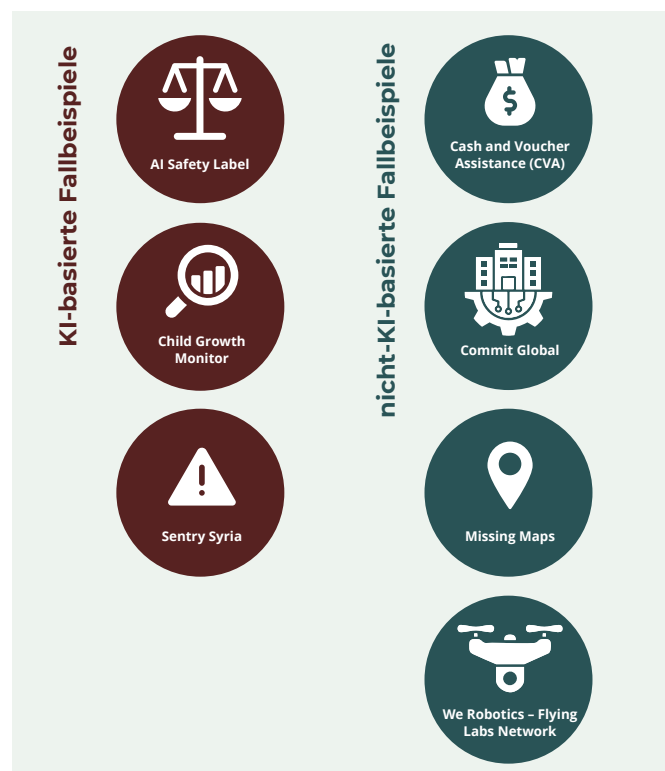 KI-basierte Fallbeispiele
AI Safety Label
Child Growth
Monitor
Sentry Syria
nicht-KI-basierte Fallbeispiele
$
Cash and Voucher
Assistance (CVA)
Commit Global
Missing Maps
We Robotics – Flying
Labs Network